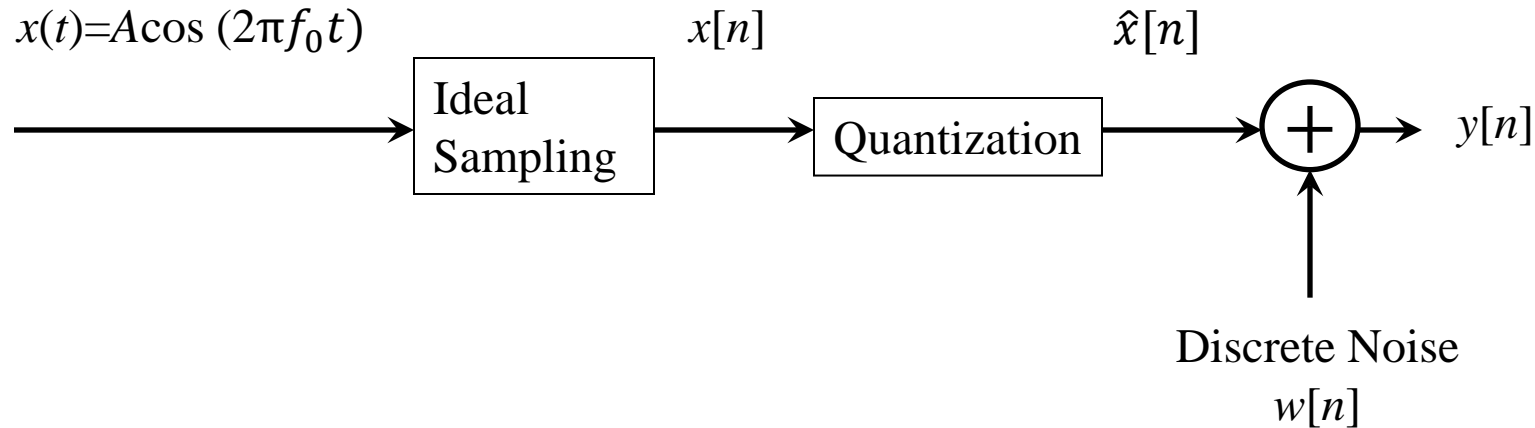 x(t)=Acos (2πf₀t)
x[n]
x̂[n]
Ideal
Sampling
Quantization
+
y[n]
Discrete Noise
w[n]